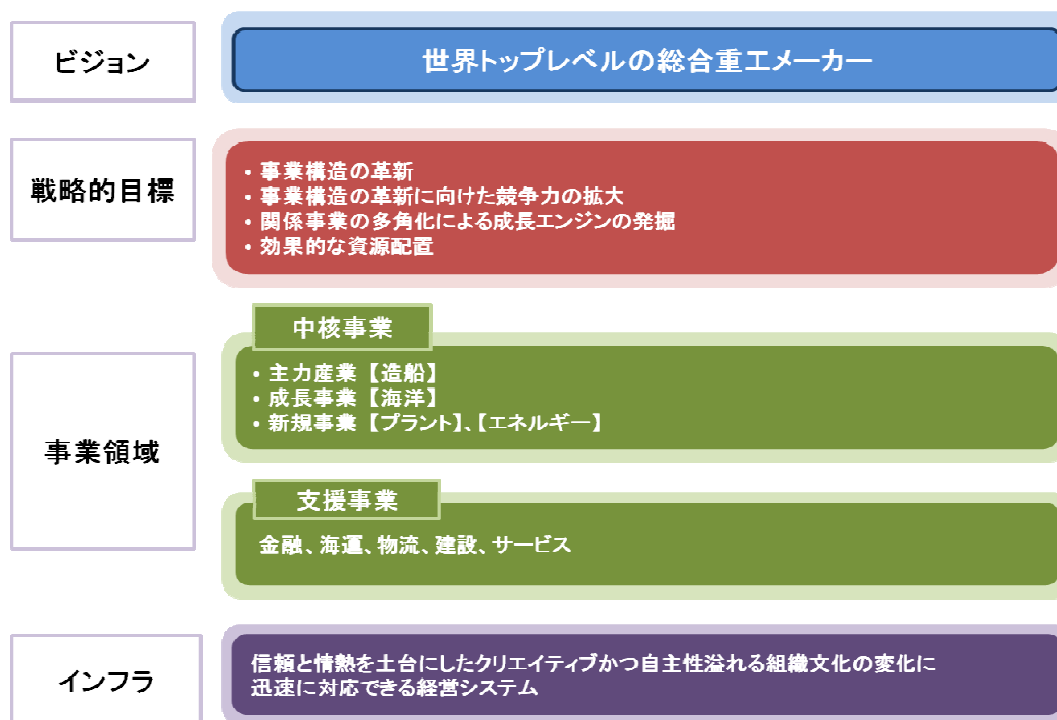 ビジョン
世界トップレベルの総合重工メーカー
戦略的目標
• 事業構造の革新
• 事業構造の革新に向けた競争力の拡大
• 関係事業の多角化による成長エンジンの発掘
• 効果的な資源配置
事業領域
中核事業
• 主力産業【造船】
• 成長事業【海洋】
• 新規事業【プラント】、【エネルギー】
支援事業
金融、海運、物流、建設、サービス
インフラ
信頼と情熱を土台にしたクリエイティブかつ自主性溢れる組織文化の変化に
迅速に対応できる経営システム